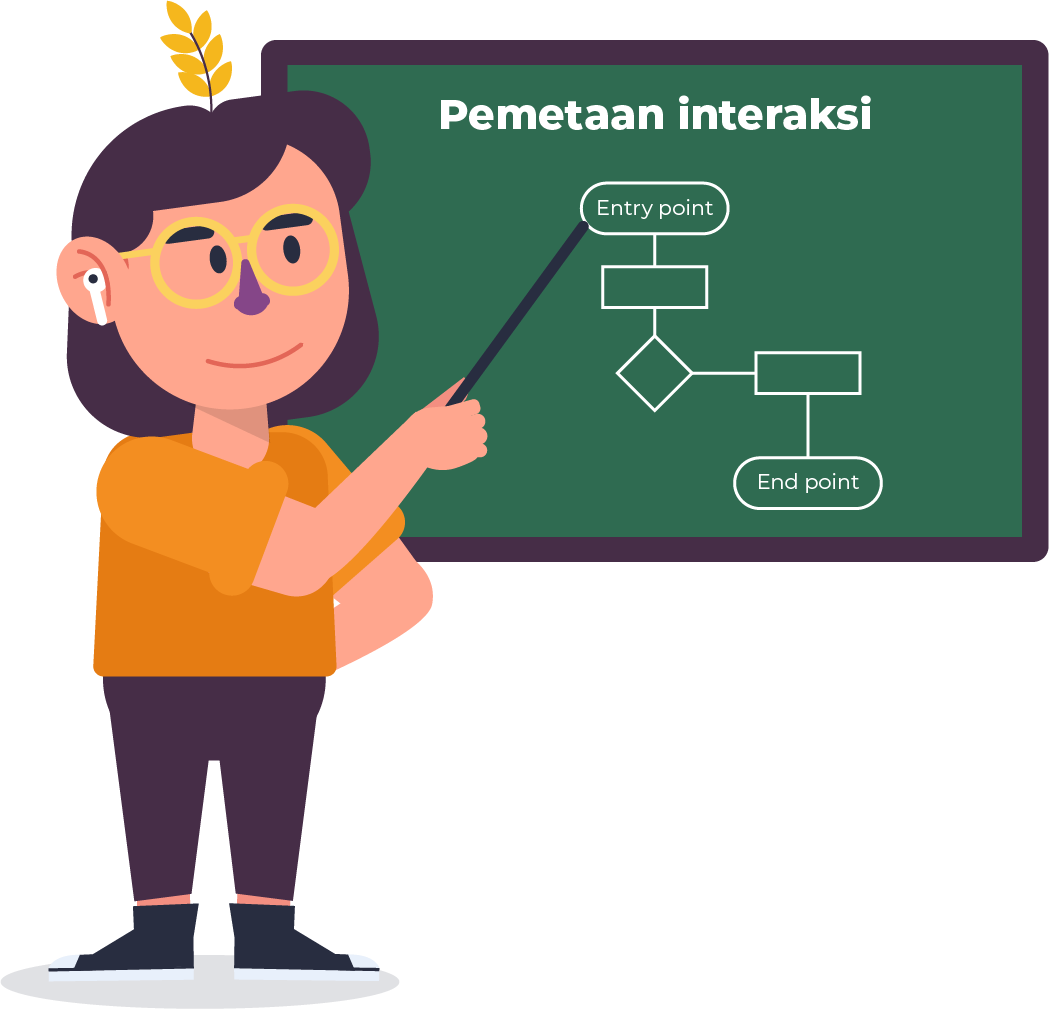 Pemetaan interaksi
Entry point
End point